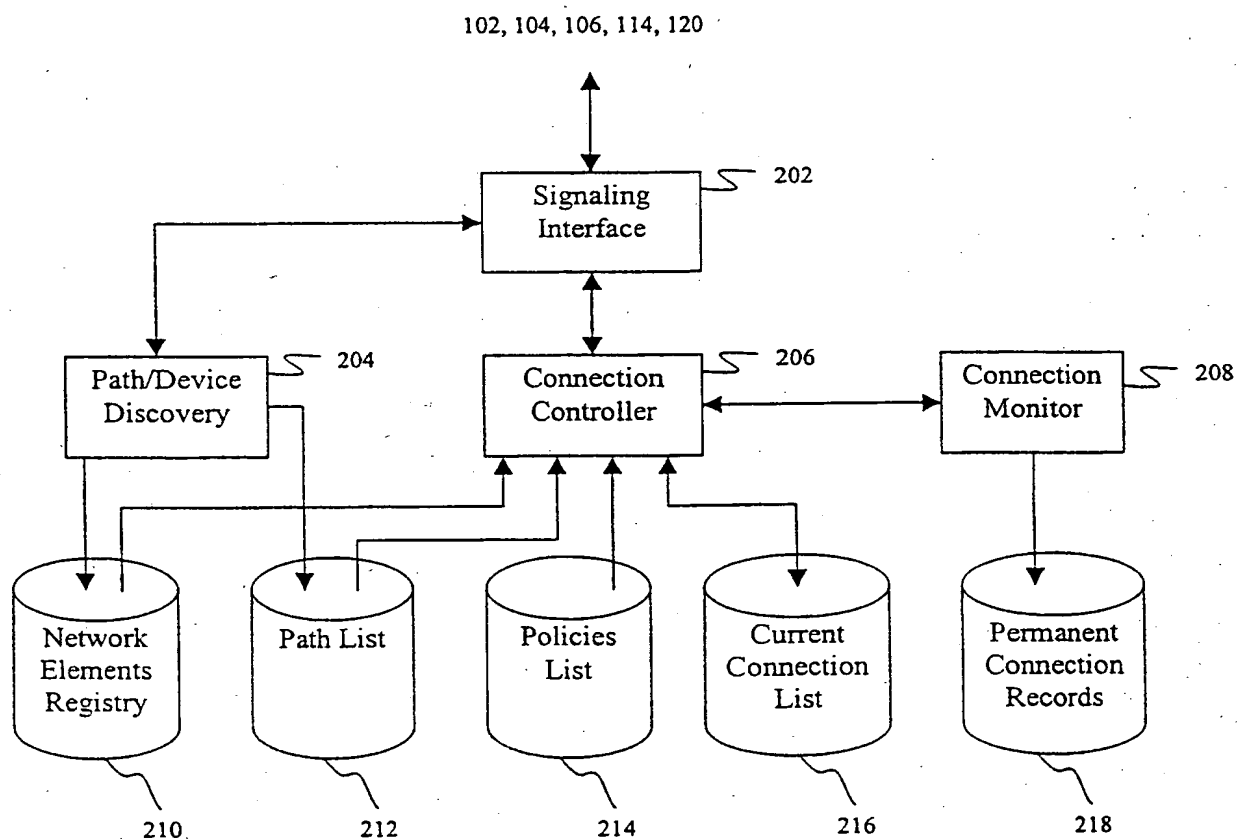 102, 104, 106, 114, 120
Signaling
Interface
202
Path/Device
Discovery
204
Connection
Controller
206
Connection
Monitor
208
Network
Elements
Registry
Path List
Policies
List
Current
Connection
List
Permanent
Connection
Records
210
212
214
216
218